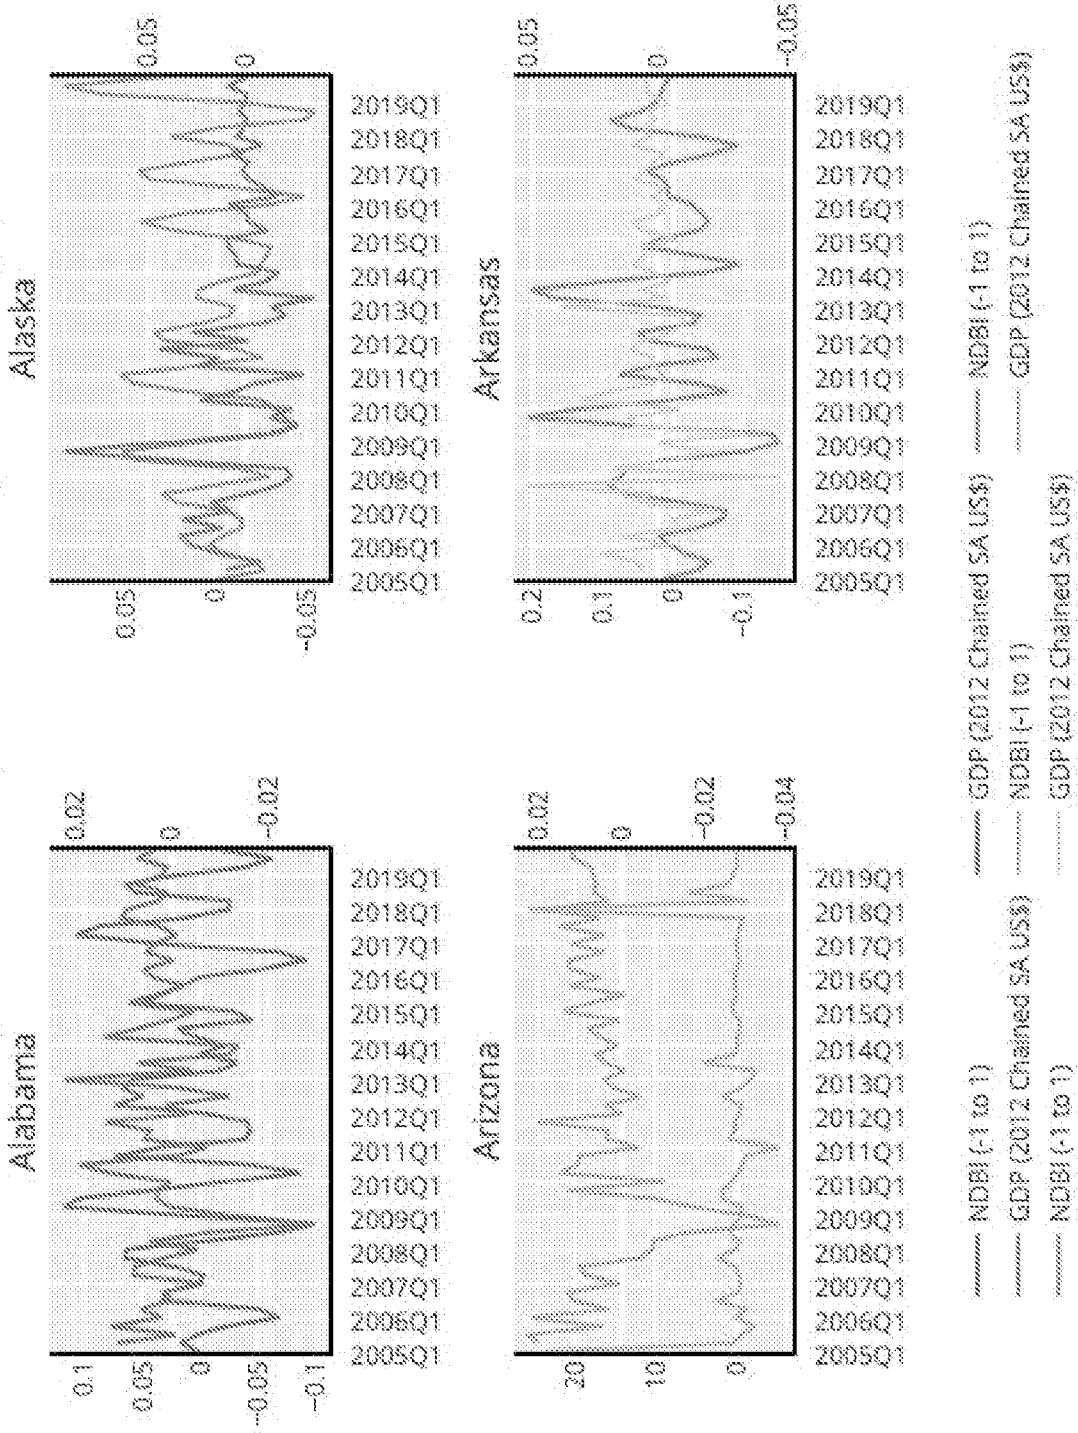 Alabama
0.1
0.05
0
−0.05
−0.1
0.02
0
−0.02
2005Q1
2006Q1
2007Q1
2008Q1
2009Q1
2010Q1
2011Q1
2012Q1
2013Q1
2014Q1
2015Q1
2016Q1
2017Q1
2018Q1
2019Q1
Alaska
0.05
0
−0.05
0.05
0
2005Q1
2006Q1
2007Q1
2008Q1
2009Q1
2010Q1
2011Q1
2012Q1
2013Q1
2014Q1
2015Q1
2016Q1
2017Q1
2018Q1
2019Q1
Arizona
20
10
0
0.02
0
−0.02
−0.04
2005Q1
2006Q1
2007Q1
2008Q1
2009Q1
2010Q1
2011Q1
2012Q1
2013Q1
2014Q1
2015Q1
2016Q1
2017Q1
2018Q1
2019Q1
Arkansas
0.2
0.1
0
−0.1
0.05
0
−0.05
2005Q1
2006Q1
2007Q1
2008Q1
2009Q1
2010Q1
2011Q1
2012Q1
2013Q1
2014Q1
2015Q1
2016Q1
2017Q1
2018Q1
2019Q1
NDBI (-1 to 1) GDP (2012 Chained SA US$) NDBI (-1 to 1)
GDP (2012 Chained SA US$) NDBI (-1 to 1) GDP (2012 Chained SA US$)
NDBI (-1 to 1) GDP (2012 Chained SA US$)